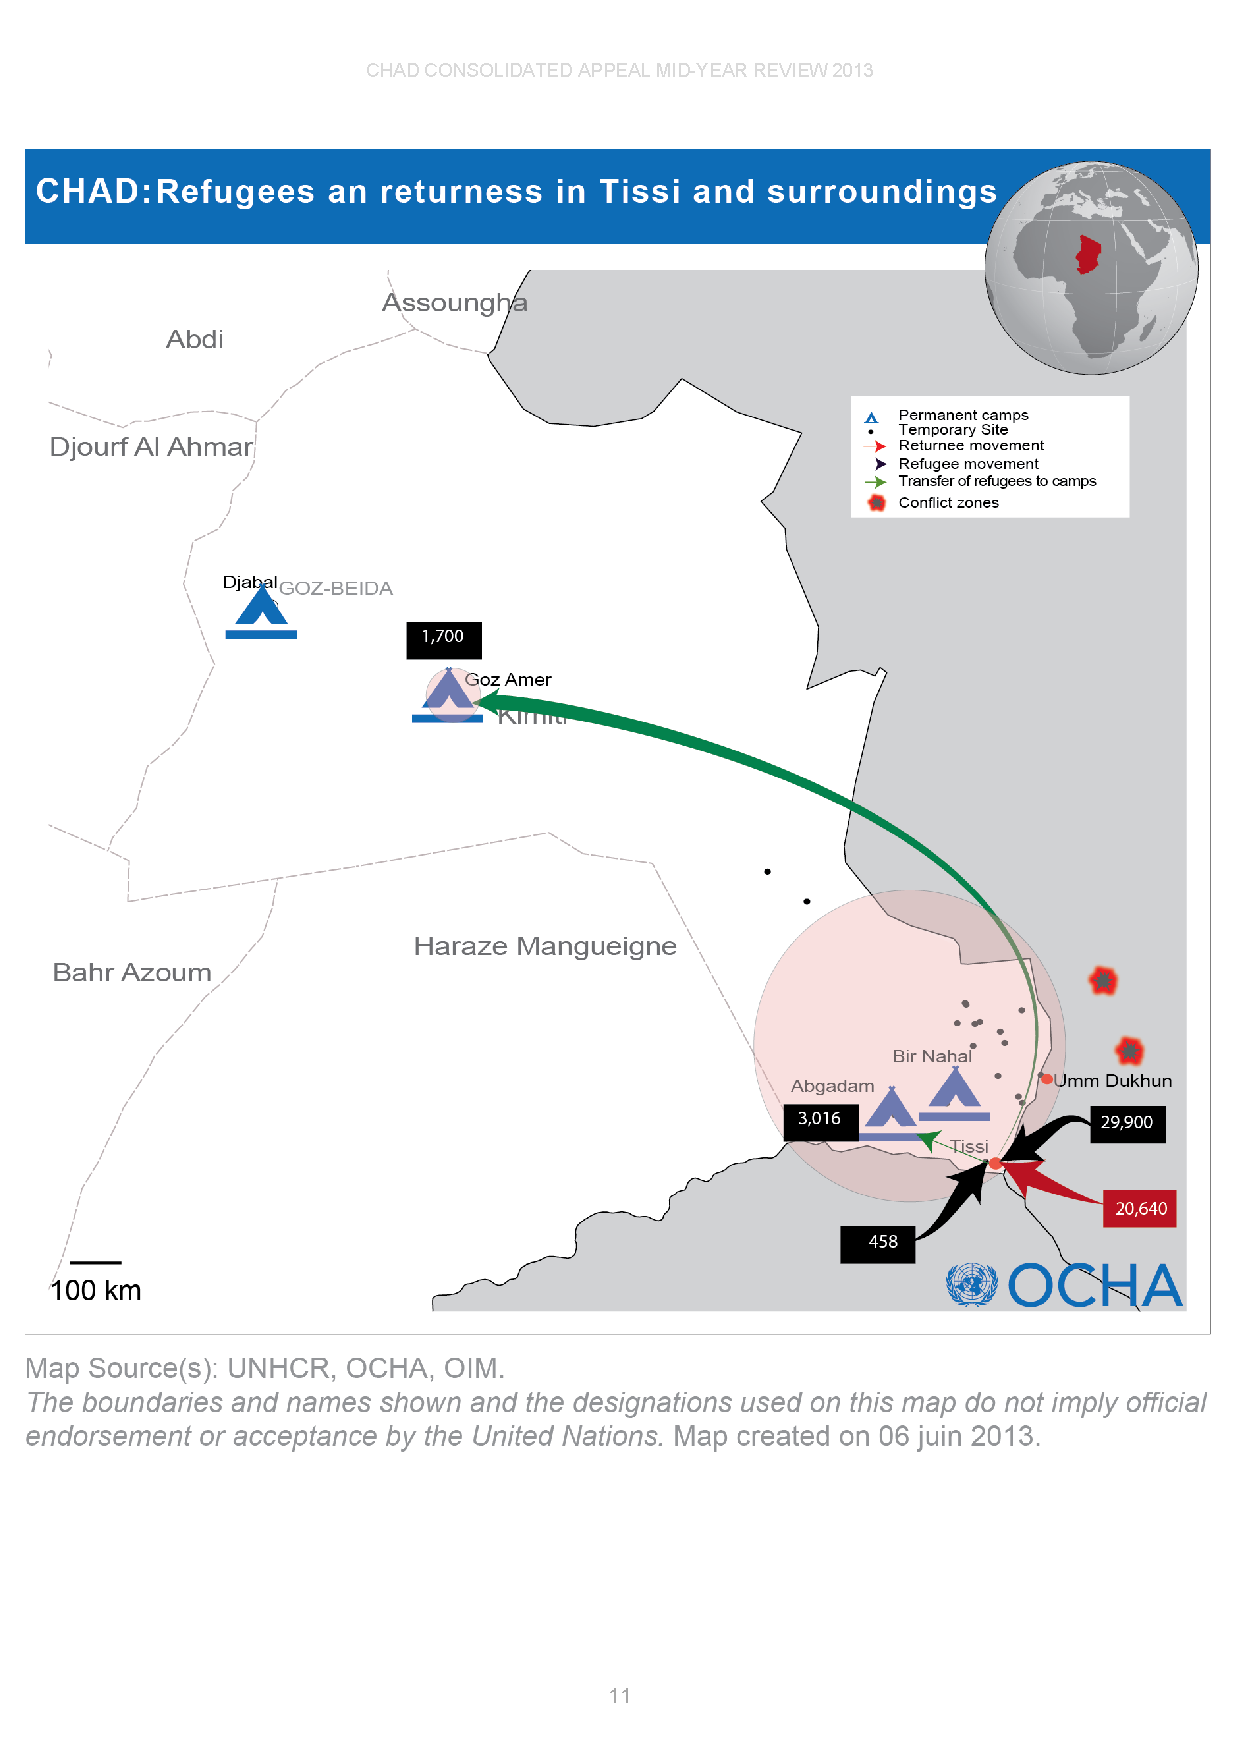 CHAD CONSOLIDATED APPEAL MID-YEAR REVIEW 2013
CHAD:Refugees an returness in Tissi and surroundings
Assoungha
Abdi
Djourf Al Ahmar
Permanent camps
Temporary Site
Returnee movement
Refugee movement
Transfer of refugees to camps
Conflict zones
Djabal
GOZ-BEIDA
1,700
Goz Amer
Kimiti
Haraze Mangueigne
Bahr Azoum
Bir Nahal
Abgadam
Umm Dukhun
3,016
29,900
Tissi
20,640
458
100 km
OCHA
Map Source(s): UNHCR, OCHA, OIM.
The boundaries and names shown and the designations used on this map do not imply official
endorsement or acceptance by the United Nations. Map created on 06 juin 2013.
11